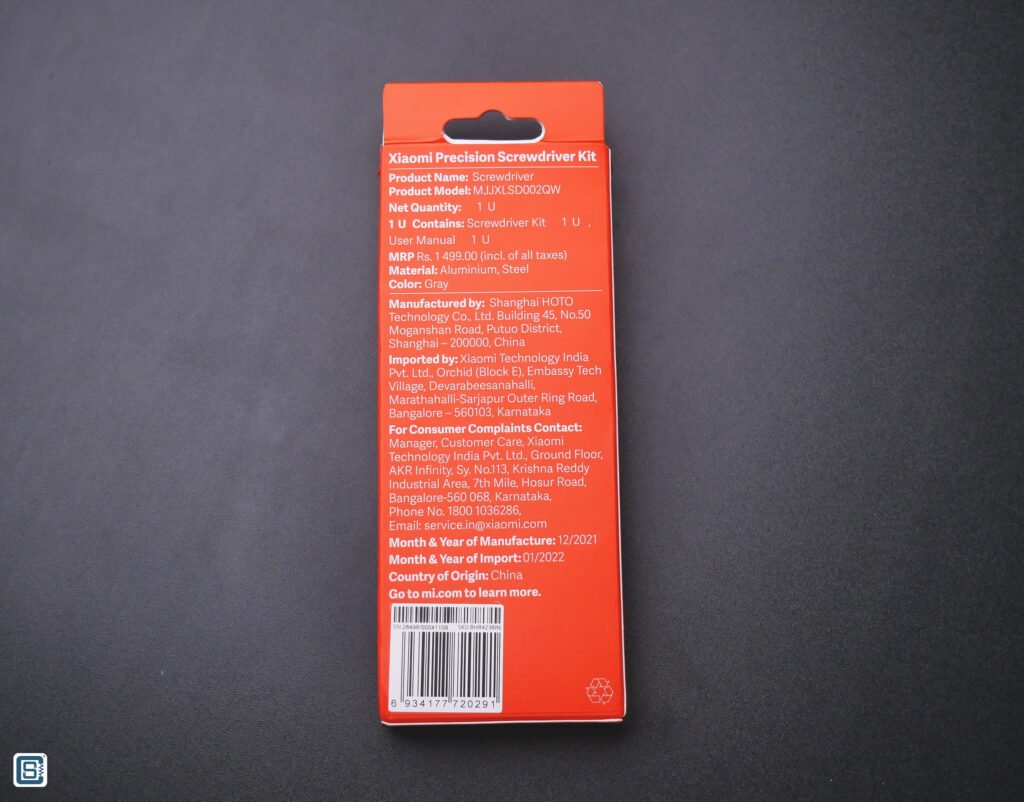 Xiaomi Precision Screwdriver Kit
Product Name: Screwdriver
Product Model: MJJXLSD002QW
Net Quantity: 1 U
1 U Contains: Screwdriver Kit 1 U ,
User Manual 1 U
MRP Rs. 1 499.00 (incl. of all taxes)
Material: Aluminium, Steel
Color: Gray
Manufactured by: Shanghai HOTO
Technology Co., Ltd. Building 45, No.50
Moganshan Road, Putuo District,
Shanghai – 200000, China
Imported by: Xiaomi Technology India
Pvt. Ltd., Orchid (Block E), Embassy Tech
Village, Devarabeesanahalli,
Marathahalli-Sarjapur Outer Ring Road,
Bangalore – 560103, Karnataka
For Consumer Complaints Contact:
Manager, Customer Care, Xiaomi
Technology India Pvt. Ltd., Ground Floor,
AKR Infinity, Sy. No.113, Krishna Reddy
Industrial Area, 7th Mile, Hosur Road,
Bangalore-560 068, Karnataka,
Phone No. 1800 1036286,
Email: service.in@xiaomi.com
Month & Year of Manufacture: 12/2021
Month & Year of Import: 01/2022
Country of Origin: China
Go to mi.com to learn more.
SN:28498/00041109 SKU:BHR4238IN
6 934177 720291